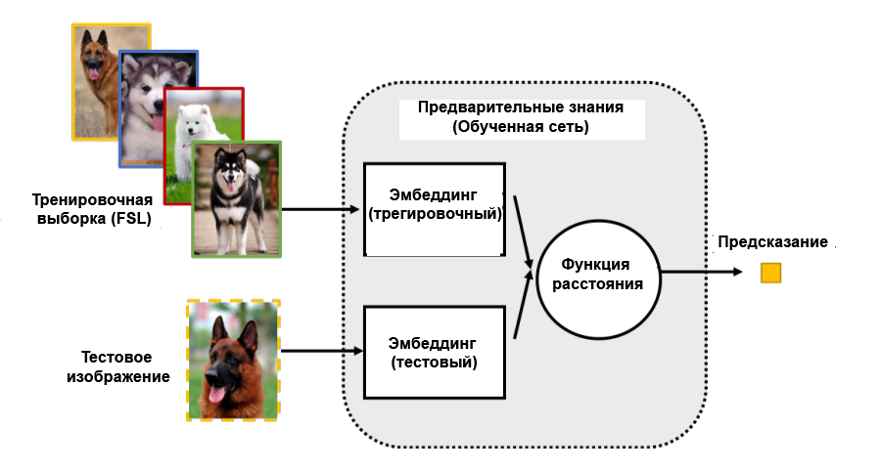 Предварительные знания
(Обученная сеть)
Тренировочная
выборка (FSL)
Эмбеддинг
(трегировочный)
Функция
расстояния
Предсказание
Тестовое
изображение
Эмбеддинг
(тестовый)